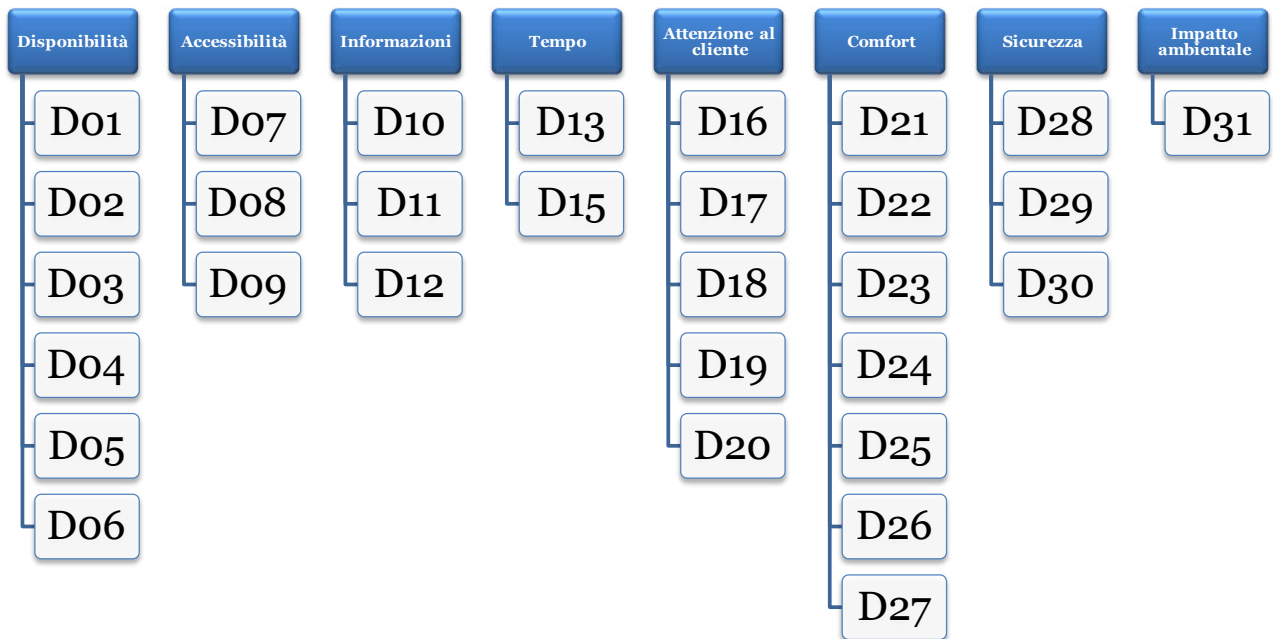 Disponibilità
D01
D02
D03
D04
D05
D06
Accessibilità
D07
D08
D09
Informazioni
D10
D11
D12
Tempo
D13
D15
Attenzione al
cliente
D16
D17
D18
D19
D20
Comfort
D21
D22
D23
D24
D25
D26
D27
Sicurezza
D28
D29
D30
Impatto
ambientale
D31